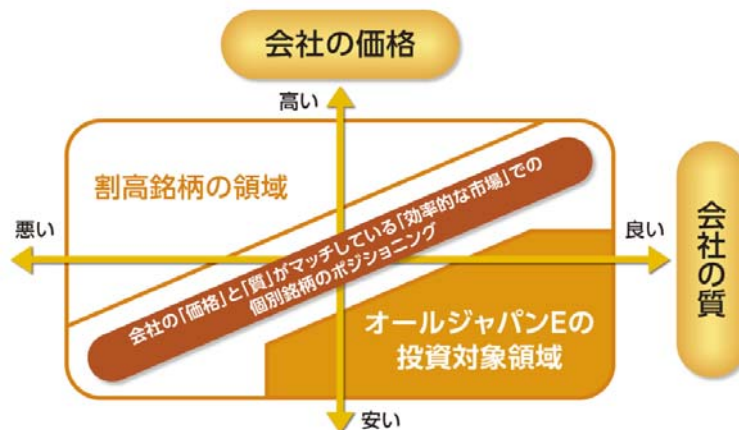 会社の価格
高い
割高銘柄の領域
会社の「価格」と「質」がマッチしている「効率的な市場」での
個別銘柄のポジショニング
悪い
良い
会社の質
オールジャパンEの
投資対象領域
安い